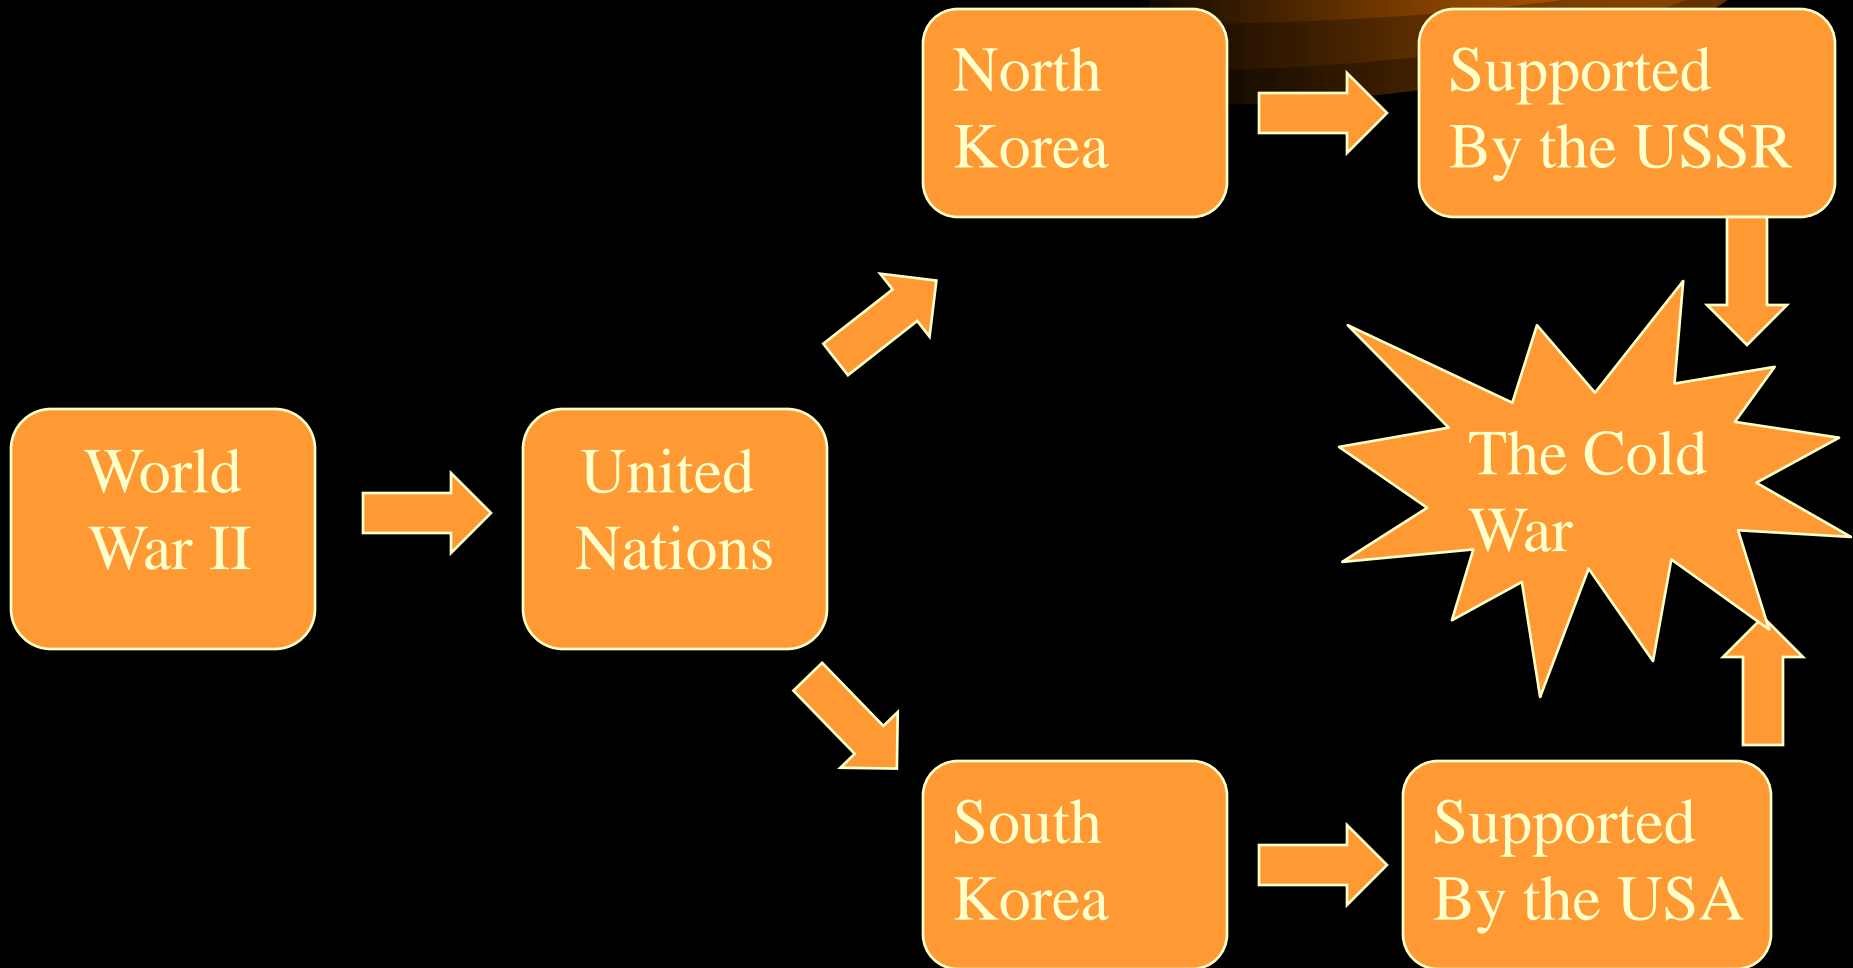 World
War II
United
Nations
North
Korea
Supported
By the USSR
The Cold
War
South
Korea
Supported
By the USA